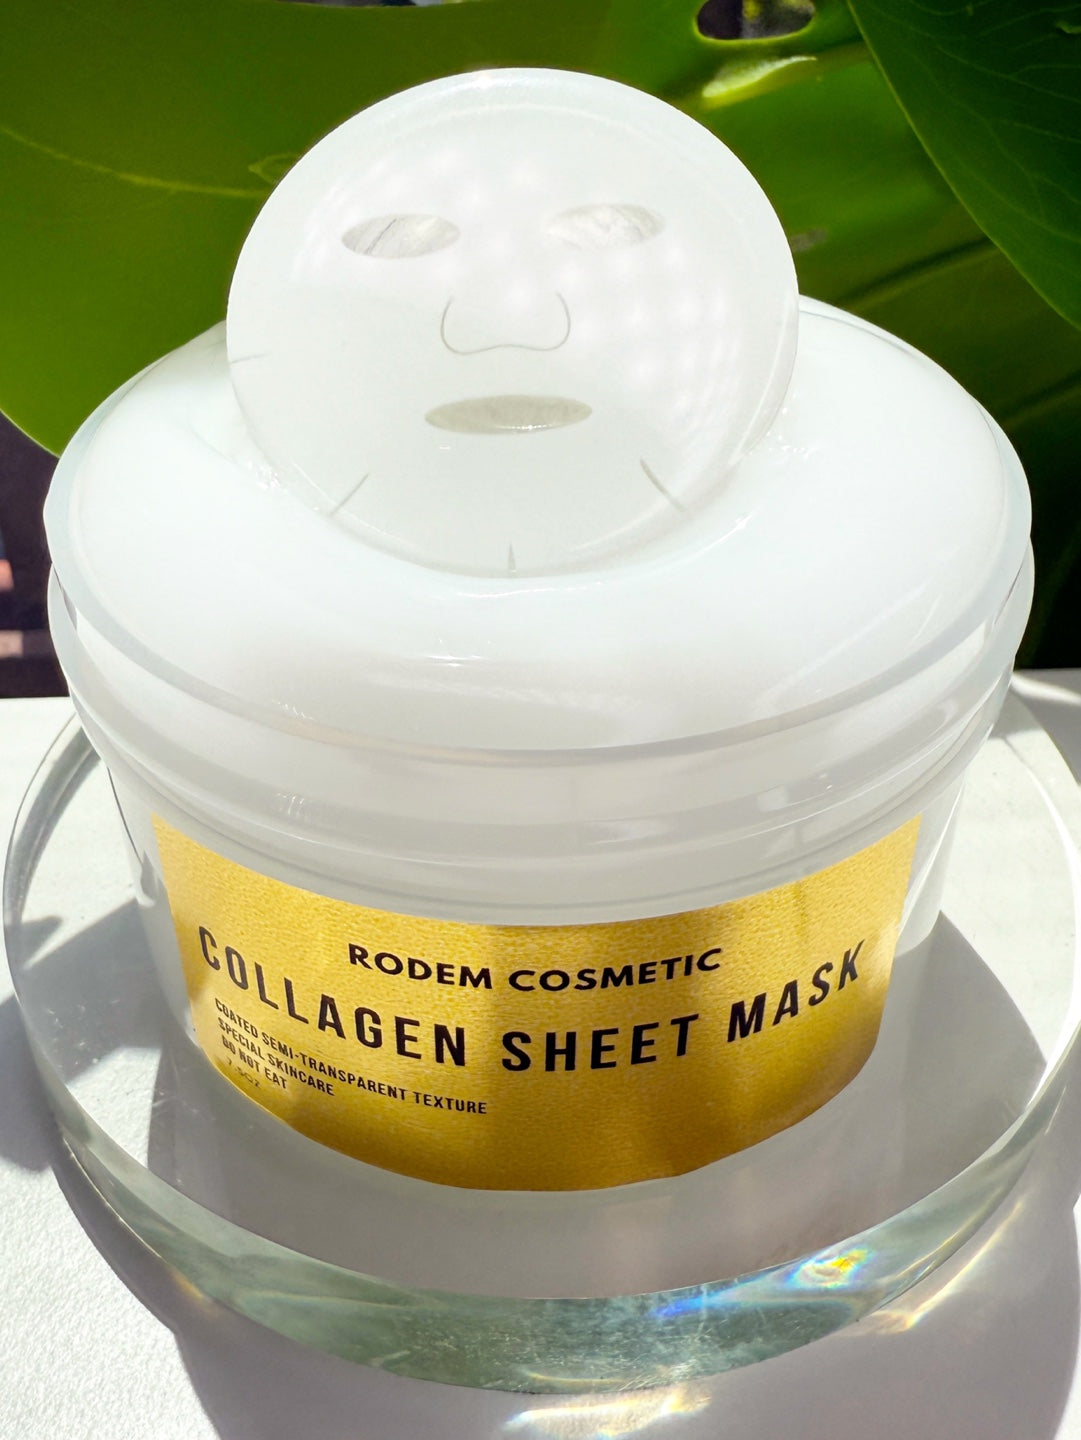 RODEM COSMETIC
COLLAGEN SHEET MASK
COATED SEMI-TRANSPARENT TEXTURE
SPECIAL SKINCARE
DO NOT EAT